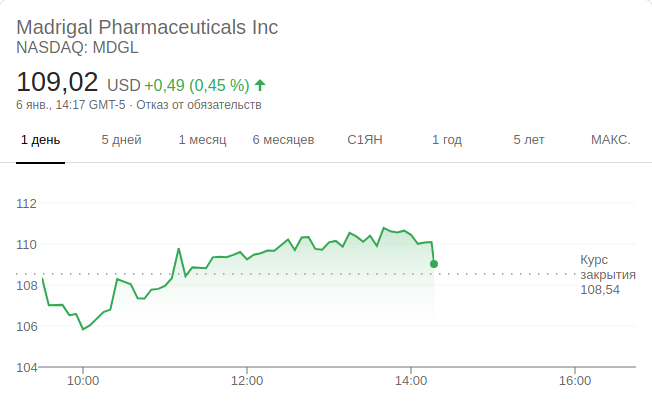 Madrigal Pharmaceuticals Inc
NASDAQ: MDGL
109,02 USD +0,49 (0,45 %)
6 янв., 14:17 GMT-5 · Отказ от обязательств
1 день 5 дней 1 месяц 6 месяцев С1ЯН 1 год 5 лет МАКС.
112
110
Курс
закрытия
108,54
108
106
104
10:00 12:00 14:00 16:00